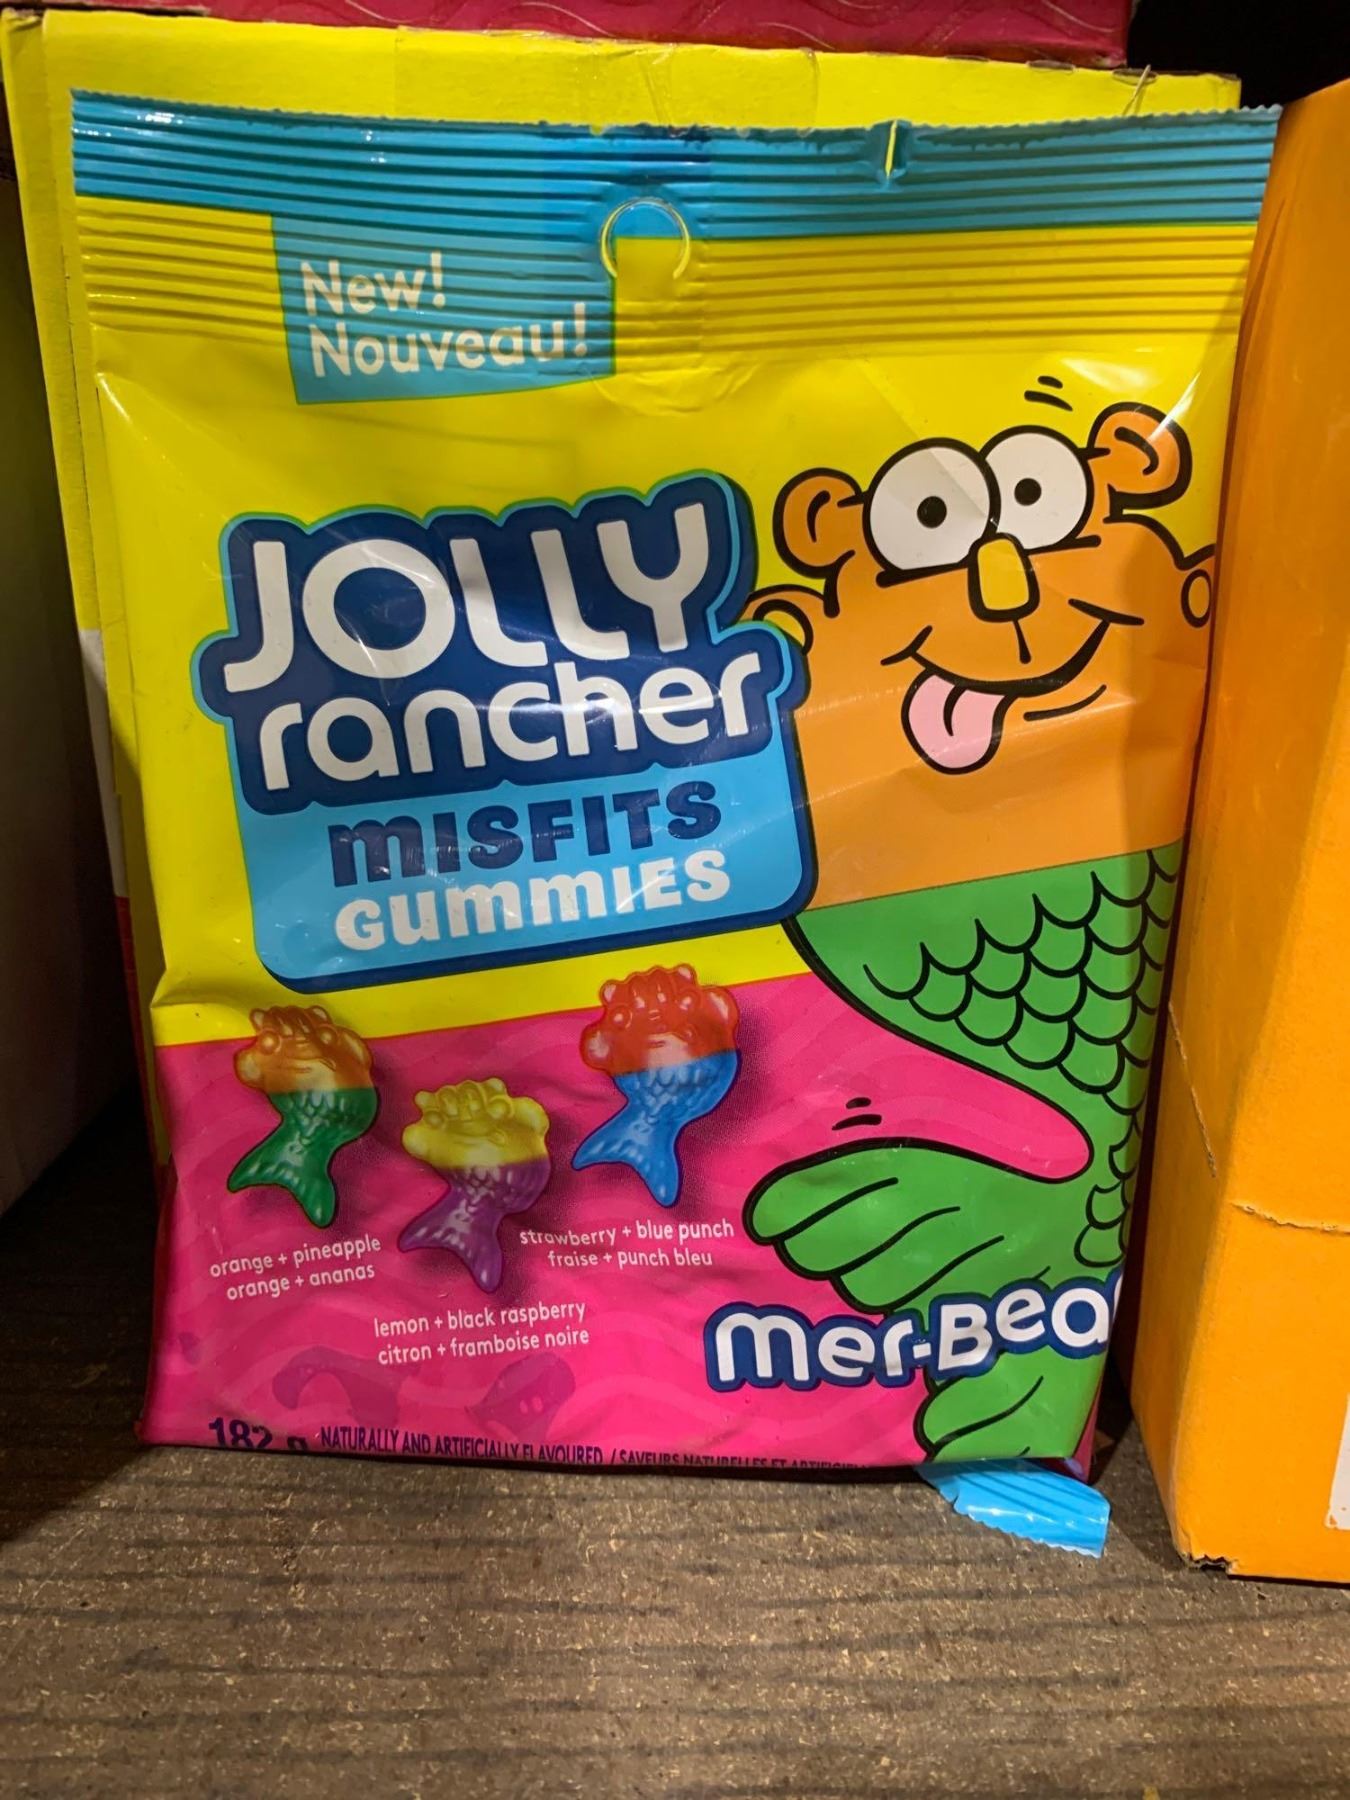 New!
Nouveau!
JOLLY
rancher
MISFITS
GUMMIES
orange + pineapple
orange + ananas
strawberry + blue punch
fraise + punch bleu
lemon + black raspberry
citron + framboise noire
mer-Bea
182 g NATURALLY AND ARTIFICIALLY FLAVOURED / SAVEURS NATURELLES ET